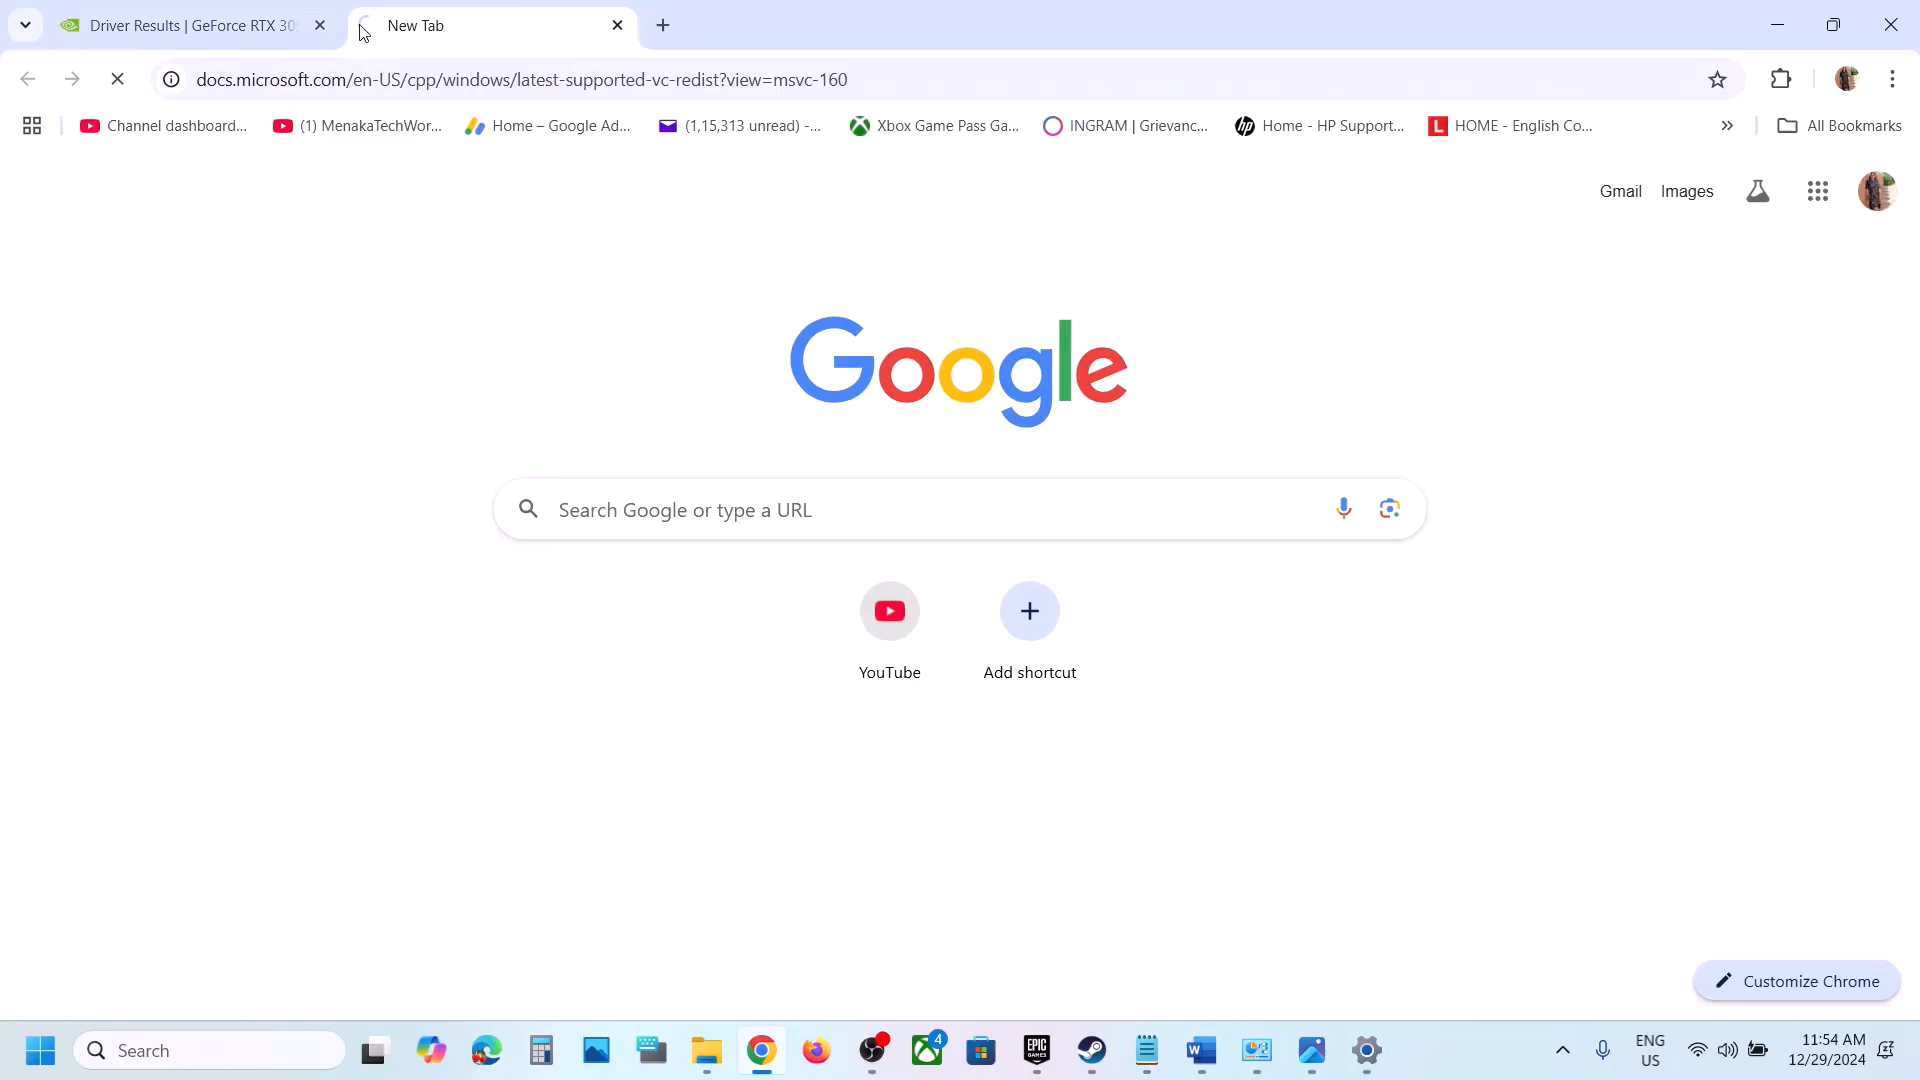 Driver Results | GeForce RTX 30
New Tab
docs.microsoft.com/en-US/cpp/windows/latest-supported-vc-redist?view=msvc-160
Channel dashboard...
(1) MenakaTechWor...
Home – Google Ad...
(1,15,313 unread) -...
Xbox Game Pass Ga...
INGRAM | Grievanc...
Home - HP Support...
HOME - English Co...
All Bookmarks
Gmail
Images
Google
Search Google or type a URL
YouTube
Add shortcut
Customize Chrome
Search
EPIC
GAMES
4
ENG
US
11:54 AM
12/29/2024